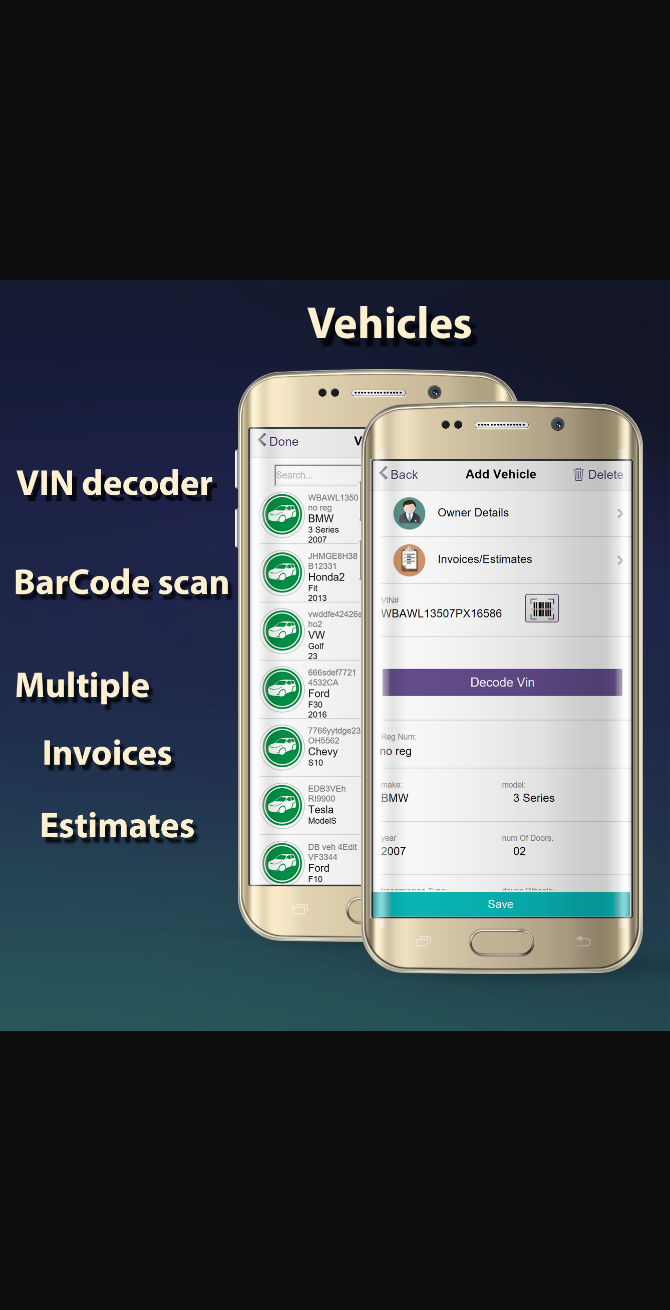 Vehicles
VIN decoder
BarCode scan
Multiple
Invoices
Estimates
Done
Search...
WBAWL1350
no reg
BMW
3 Series
2007
JHMGE8H38
B12331
Honda2
Fit
2013
vwddfe42426s
ho2
VW
Golf
23
666sdef7721
4532CA
Ford
F30
2016
7766yytdge23
OH5562
Chevy
S10
EDB3VEh
RI9900
Tesla
ModelS
DB veh 4Edit
VF3344
Ford
F10
Back Add Vehicle Delete
Owner Details
Invoices/Estimates
VIN#
WBAWL13507PX16586
Decode Vin
Reg Num:
no reg
make: model:
BMW 3 Series
year num Of Doors:
2007 02
Save